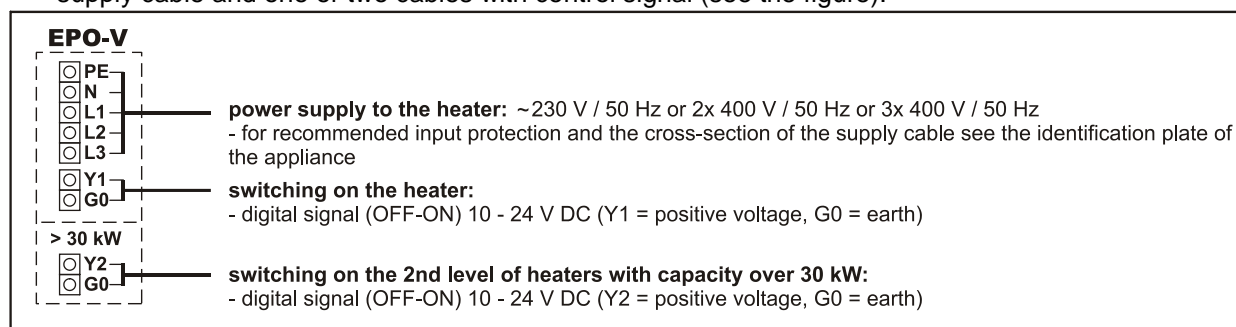 supply cable and one or two cables with control signal (see the figure).
EPO-V
PE
N
L1
L2
L3
power supply to the heater: ~230 V / 50 Hz or 2x 400 V / 50 Hz or 3x 400 V / 50 Hz
- for recommended input protection and the cross-section of the supply cable see the identification plate of
the appliance
Y1
G0
switching on the heater:
- digital signal (OFF-ON) 10 - 24 V DC (Y1 = positive voltage, G0 = earth)
> 30 kW
Y2
G0
switching on the 2nd level of heaters with capacity over 30 kW:
- digital signal (OFF-ON) 10 - 24 V DC (Y2 = positive voltage, G0 = earth)